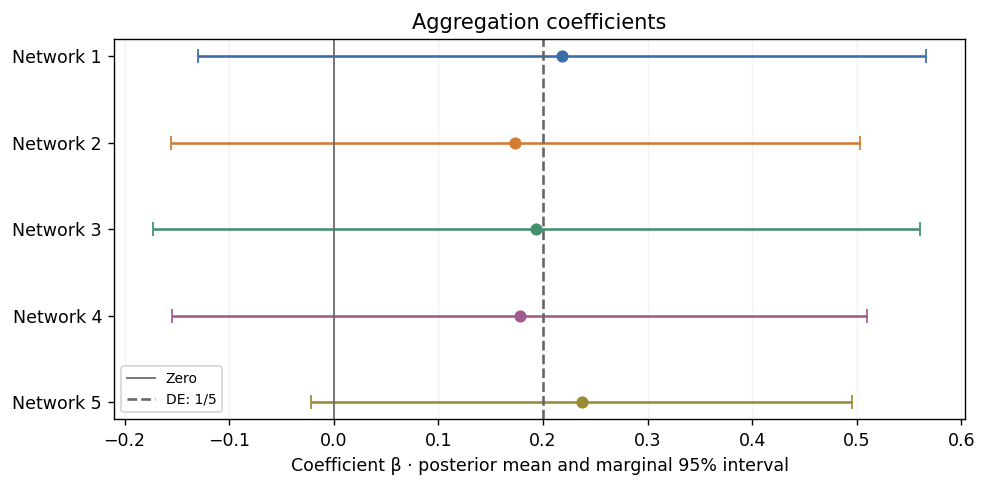 Aggregation coefficients
Network 1
Network 2
Network 3
Network 4
Network 5
Zero
DE: 1/5
−0.2 −0.1 0.0 0.1 0.2 0.3 0.4 0.5 0.6
Coefficient β · posterior mean and marginal 95% interval